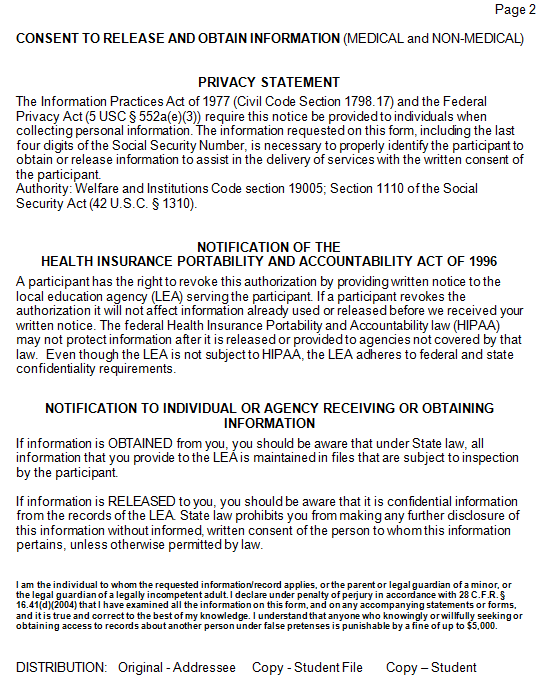 Page 2
CONSENT TO RELEASE AND OBTAIN INFORMATION (MEDICAL and NON-MEDICAL)
PRIVACY STATEMENT
The Information Practices Act of 1977 (Civil Code Section 1798.17) and the Federal
Privacy Act (5 USC § 552a(e)(3)) require this notice be provided to individuals when
collecting personal information. The information requested on this form, including the last
four digits of the Social Security Number, is necessary to properly identify the participant to
obtain or release information to assist in the delivery of services with the written consent of
the participant.
Authority: Welfare and Institutions Code section 19005; Section 1110 of the Social
Security Act (42 U.S.C. § 1310).
NOTIFICATION OF THE
HEALTH INSURANCE PORTABILITY AND ACCOUNTABILITY ACT OF 1996
A participant has the right to revoke this authorization by providing written notice to the
local education agency (LEA) serving the participant. If a participant revokes the
authorization it will not affect information already used or released before we received your
written notice. The federal Health Insurance Portability and Accountability law (HIPAA)
may not protect information after it is released or provided to agencies not covered by that
law. Even though the LEA is not subject to HIPAA, the LEA adheres to federal and state
confidentiality requirements.
NOTIFICATION TO INDIVIDUAL OR AGENCY RECEIVING OR OBTAINING
INFORMATION
If information is OBTAINED from you, you should be aware that under State law, all
information that you provide to the LEA is maintained in files that are subject to inspection
by the participant.
If information is RELEASED to you, you should be aware that it is confidential information
from the records of the LEA. State law prohibits you from making any further disclosure of
this information without informed, written consent of the person to whom this information
pertains, unless otherwise permitted by law.
I am the individual to whom the requested information/record applies, or the parent or legal guardian of a minor, or
the legal guardian of a legally incompetent adult. I declare under penalty of perjury in accordance with 28 C.F.R. §
16.41(d)(2004) that I have examined all the information on this form, and on any accompanying statements or forms,
and it is true and correct to the best of my knowledge. I understand that anyone who knowingly or willfully seeking or
obtaining access to records about another person under false pretenses is punishable by a fine of up to $5,000.
DISTRIBUTION: Original - Addressee Copy - Student File Copy – Student